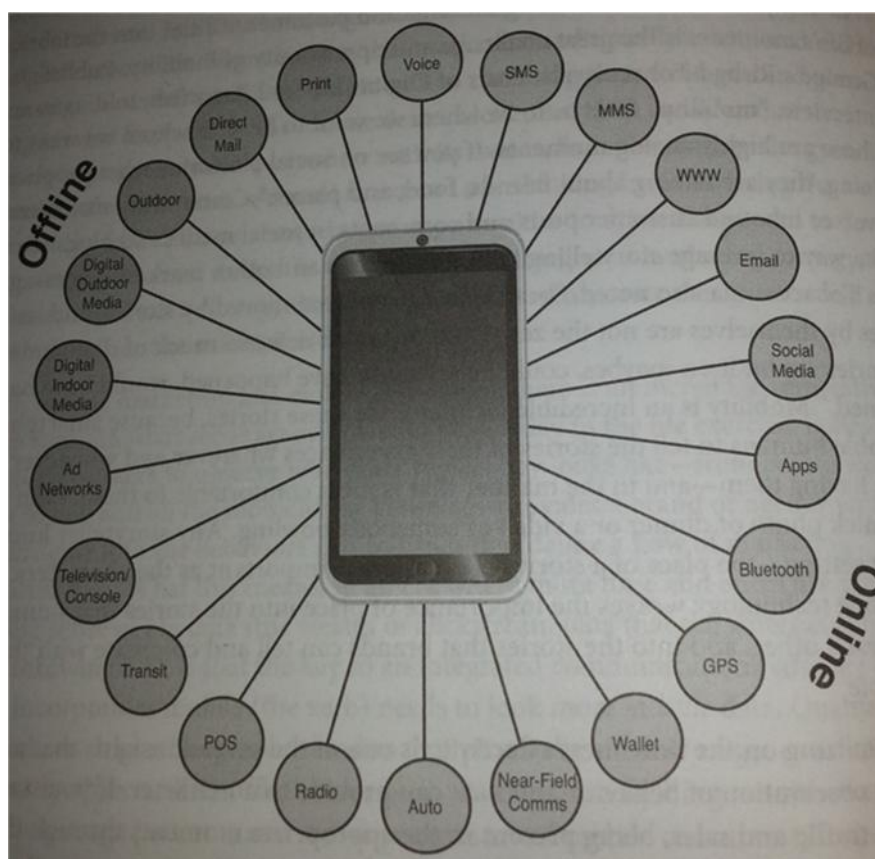 Voice
SMS
MMS
WWW
Email
Social
Media
Apps
Bluetooth
GPS
Wallet
Near-Field
Comms
Auto
Radio
POS
Transit
Television/
Console
Ad
Networks
Digital
Indoor
Media
Digital
Outdoor
Media
Outdoor
Direct
Mail
Print
Offline
Online